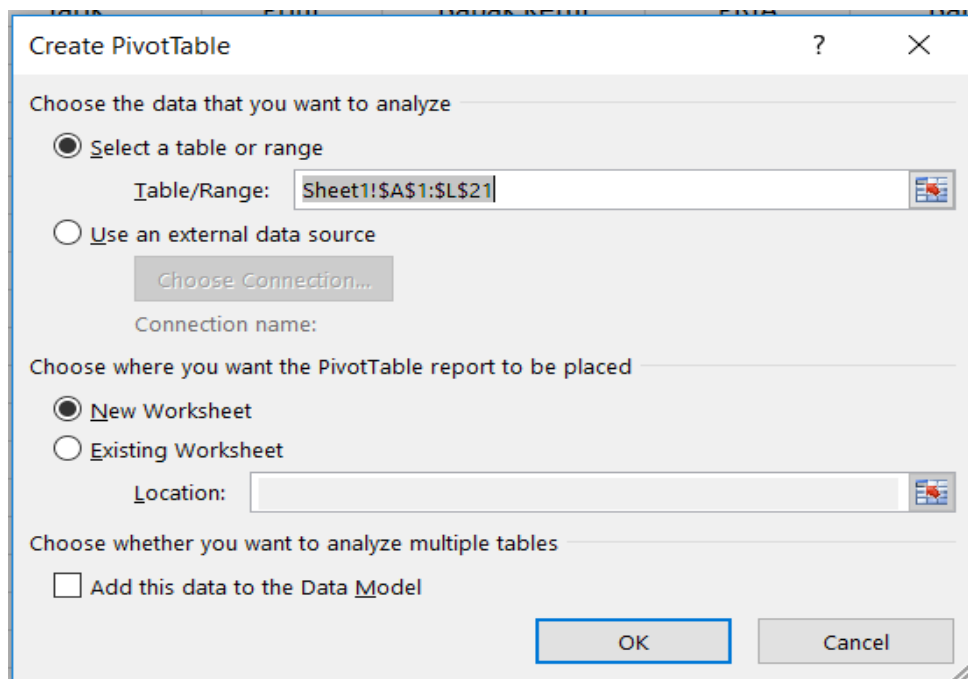 Create PivotTable ?
Choose the data that you want to analyze
Select a table or range
Table/Range: Sheet1!$A$1:$L$21
Use an external data source
Choose Connection...
Connection name:
Choose where you want the PivotTable report to be placed
New Worksheet
Existing Worksheet
Location:
Choose whether you want to analyze multiple tables
Add this data to the Data Model
OK Cancel